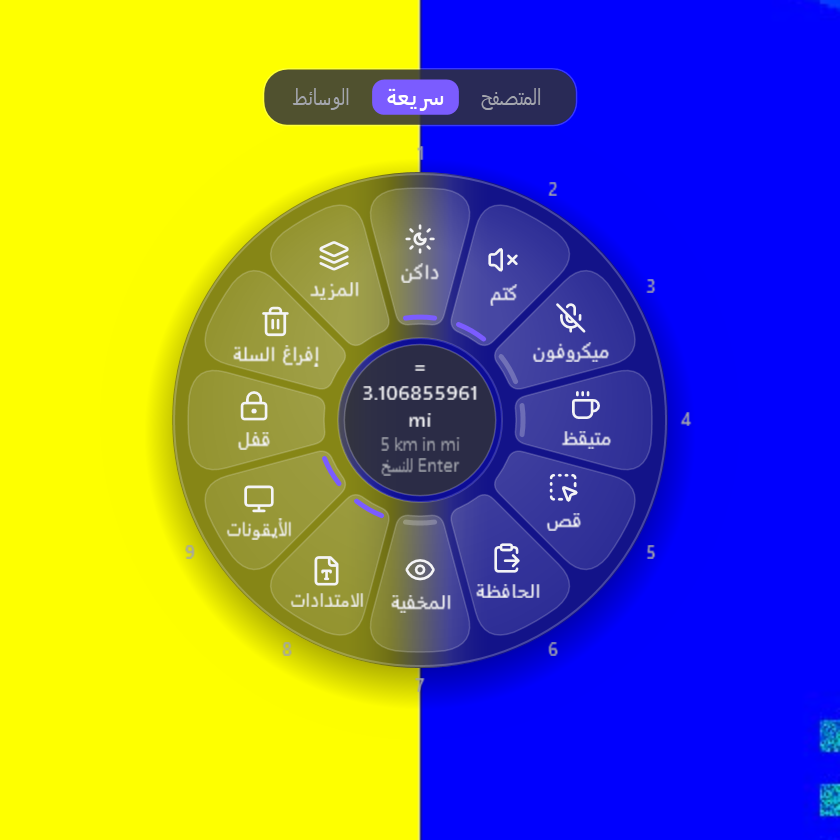 المتصفح
سريعة
الوسائط
1
داكن
2
كتم
3
ميكروفون
4
متيقظ
5
قص
6
الحافظة
7
المخفية
8
الامتدادات
9
الأيقونات
قفل
إفراغ السلة
المزيد
=
3.106855961
mi
5 km in mi
Enter للنسخ